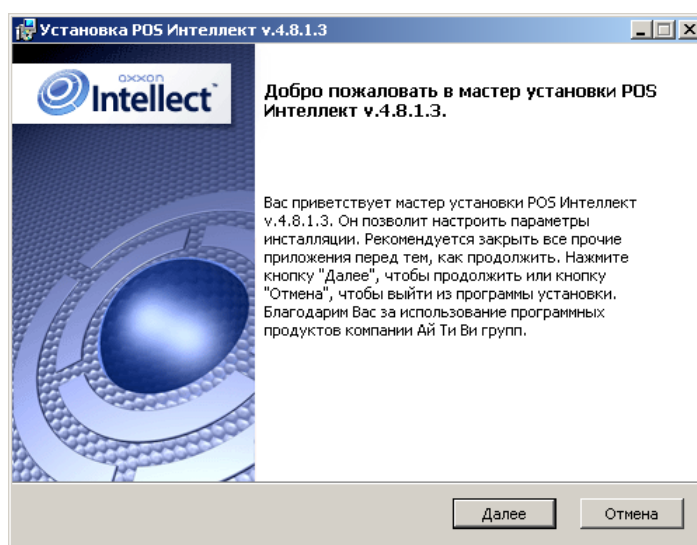 Установка POS Интеллект v.4.8.1.3
axxon
Intellect
Добро пожаловать в мастер установки POS
Интеллект v.4.8.1.3.
Вас приветствует мастер установки POS Интеллект
v.4.8.1.3. Он позволит настроить параметры
инсталляции. Рекомендуется закрыть все прочие
приложения перед тем, как продолжить. Нажмите
кнопку "Далее", чтобы продолжить или кнопку
"Отмена", чтобы выйти из программы установки.
Благодарим Вас за использование программных
продуктов компании Ай Ти Ви групп.
Далее
Отмена